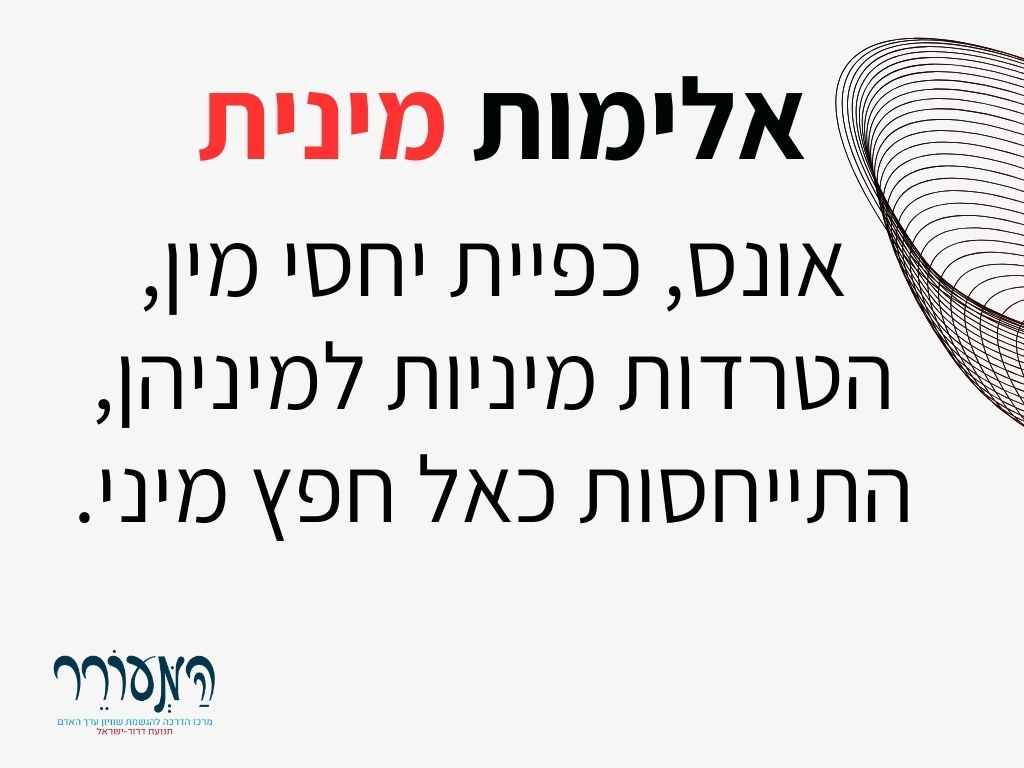 אלימות מינית
אונס, כפיית יחסי מין,
הטרדות מיניות למיניהן,
התייחסות כאל חפץ מיני.
הַמְּעוֹרֵר
מרכז הדרכה להגשמת שוויון ערך האדם
תנועת דרור-ישראל